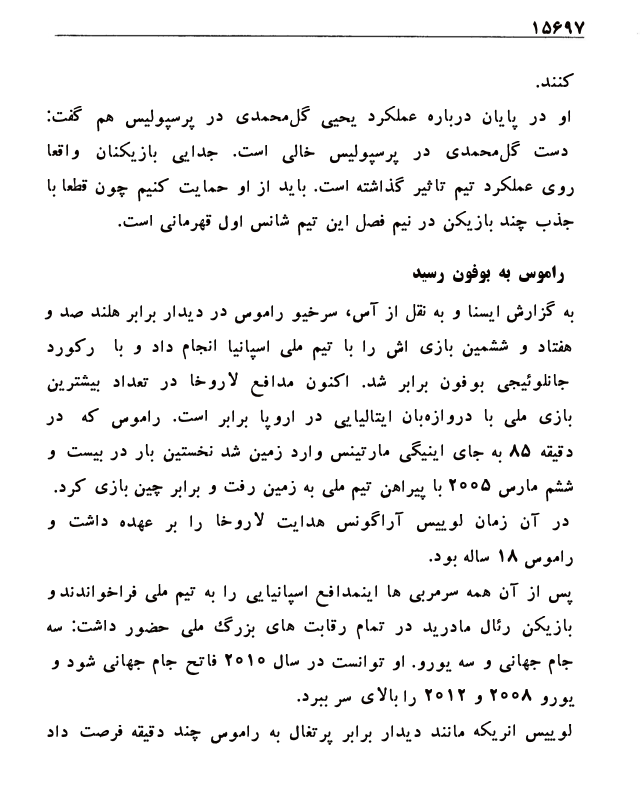 ۱۵۶۹۷
کنند.
او در پایان درباره عملکرد یحیی گل‌محمدی در پرسپولیس هم گفت:
دست گل‌محمدی در پرسپولیس خالی است. جدایی بازیکنان واقعا
روی عملکرد تیم تاثیر گذاشته است. باید از او حمایت کنیم چون قطعا با
جذب چند بازیکن در نیم فصل این تیم شانس اول قهرمانی است.
راموس به بوفون رسید
به گزارش ایسنا و به نقل از آس، سرخیو راموس در دیدار برابر هلند صد و
هفتاد و ششمین بازی اش را با تیم ملی اسپانیا انجام داد و با رکورد
جانلوئیجی بوفون برابر شد. اکنون مدافع لاروخا در تعداد بیشترین
بازی ملی با دروازه‌بان ایتالیایی در اروپا برابر است. راموس که در
دقیقه ۸۵ به جای اینیگی مارتینس وارد زمین شد نخستین بار در بیست و
ششم مارس ۲۰۰۵ با پیراهن تیم ملی به زمین رفت و برابر چین بازی کرد.
در آن زمان لوییس آراگونس هدایت لاروخا را بر عهده داشت و
راموس ۱۸ ساله بود.
پس از آن همه سرمربی ها اینمدافع اسپانیایی را به تیم ملی فراخواندند و
بازیکن رئال مادرید در تمام رقابت های بزرگ ملی حضور داشت: سه
جام جهانی و سه یورو. او توانست در سال ۲۰۱۰ فاتح جام جهانی شود و
یورو ۲۰۰۸ و ۲۰۱۲ را بالای سر ببرد.
لوییس انریکه مانند دیدار برابر پرتغال به راموس چند دقیقه فرصت داد